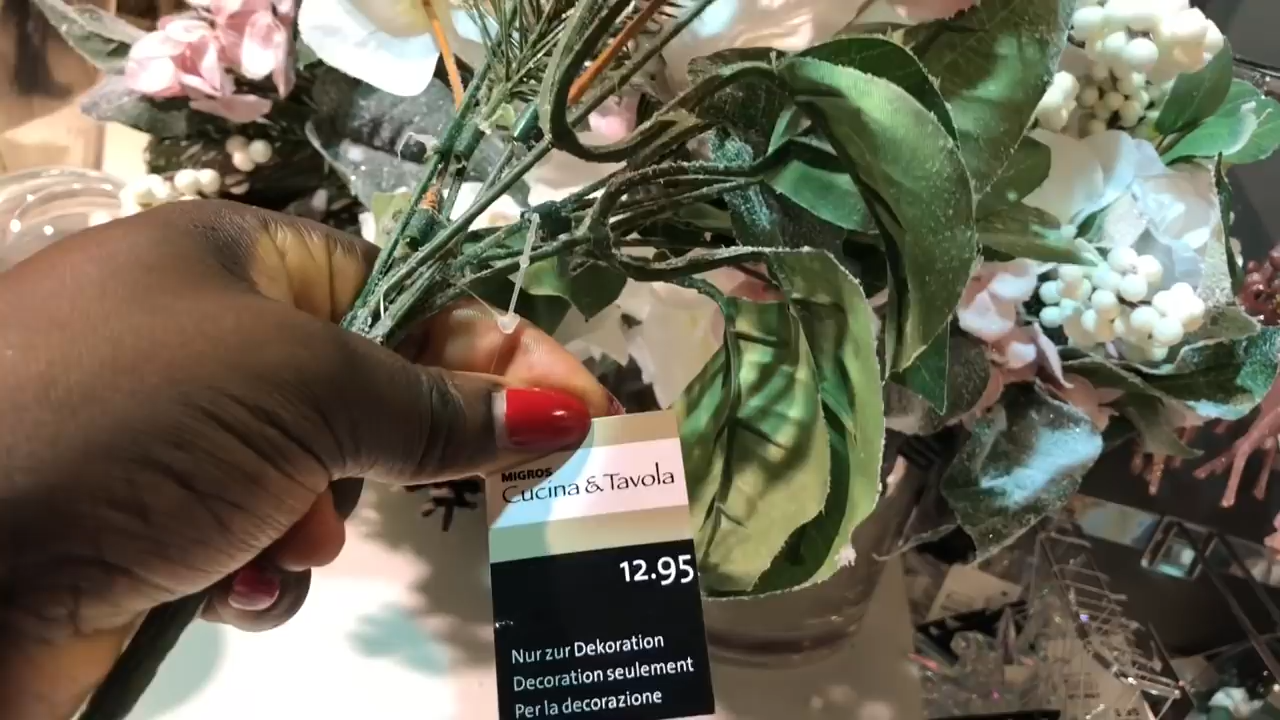 MIGROS
Cucina & Tavola
12.95
Nur zur Dekoration
Decoration seulement
Per la decorazione